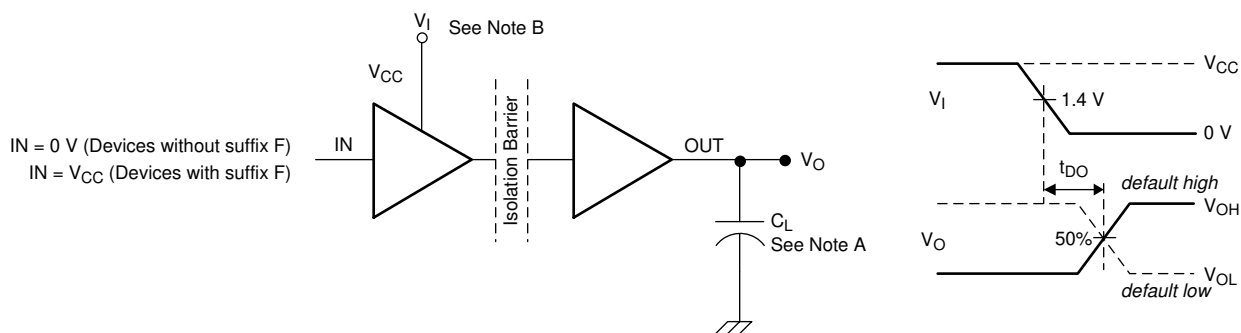 V_I
See Note B
V_CC
IN = 0 V (Devices without suffix F)
IN = V_CC (Devices with suffix F)
IN
Isolation Barrier
OUT
V_O
C_L
See Note A
V_CC
V_I
1.4 V
0 V
t_DO
default high
V_OH
V_O
50%
V_OL
default low